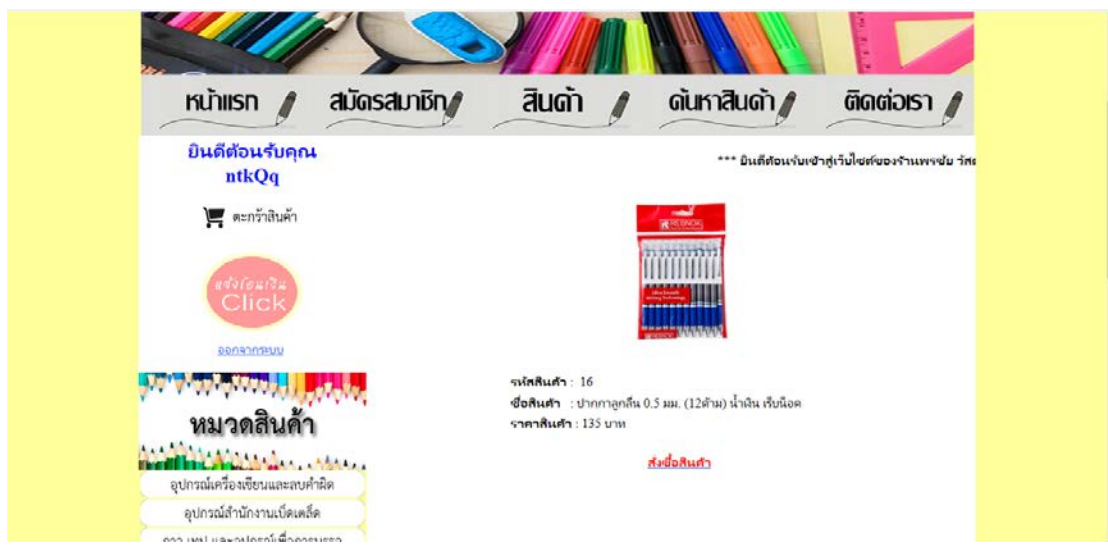 หน้าแรก
สมัครสมาชิก
สินค้า
ค้นหาสินค้า
ติดต่อเรา
ยินดีต้อนรับคุณ
ntkQq
*** ยินดีต้อนรับเข้าสู่เว็บไซต์ของร้านพรชัย
ตะกร้าสินค้า
แจ้งโอนเงิน
Click
ออกจากระบบ
หมวดสินค้า
อุปกรณ์เครื่องเขียนและลบคำผิด
อุปกรณ์สำนักงานเบ็ดเตล็ด
REBNOK
รหัสสินค้า : 16
ชื่อสินค้า : ปากกาลูกลื่น 0.5 มม. (12ด้าม) น้ำเงิน เร็บน็อค
ราคาสินค้า : 135 บาท
สั่งซื้อสินค้า